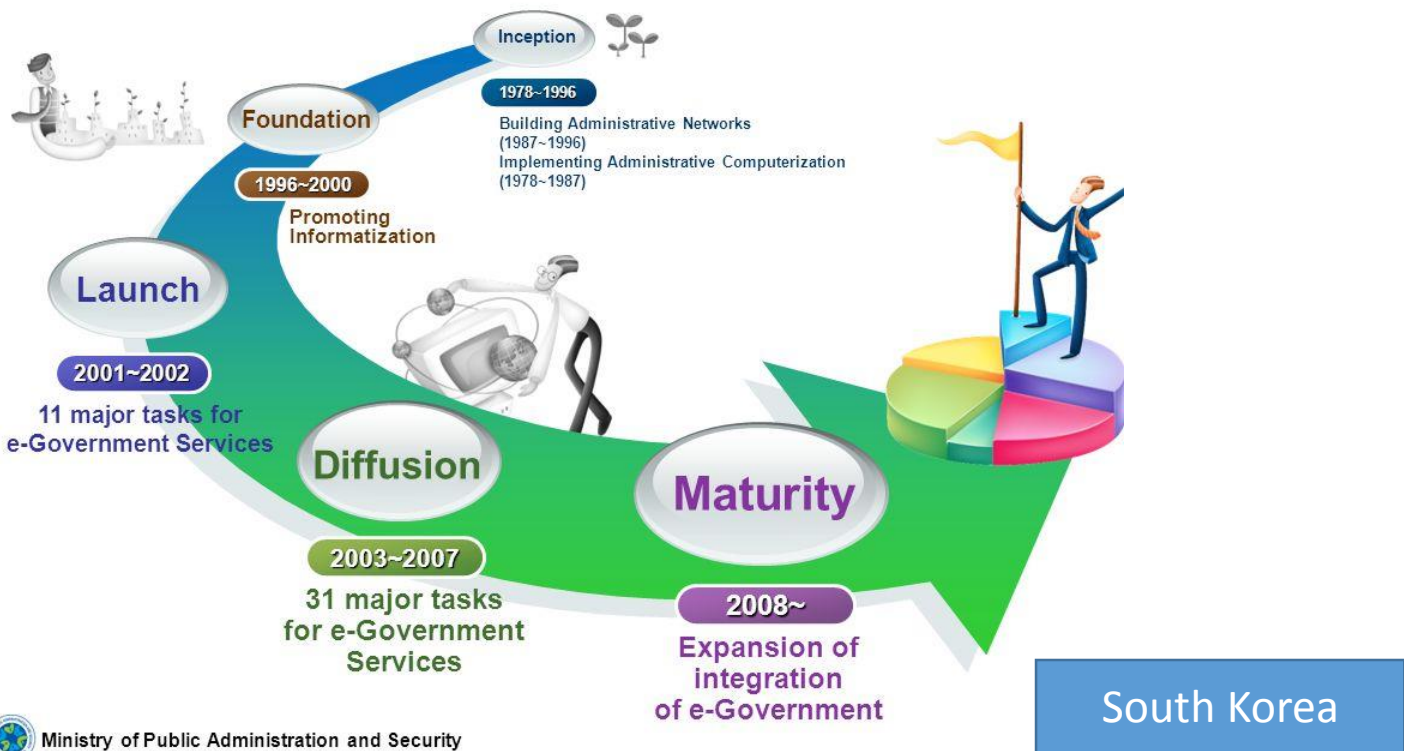 Inception
1978~1996
Building Administrative Networks
(1987~1996)
Implementing Administrative Computerization
(1978~1987)
Foundation
1996~2000
Promoting
Informatization
Launch
2001~2002
11 major tasks for
e-Government Services
Diffusion
2003~2007
31 major tasks
for e-Government
Services
Maturity
2008~
Expansion of
integration
of e-Government
South Korea
Ministry of Public Administration and Security